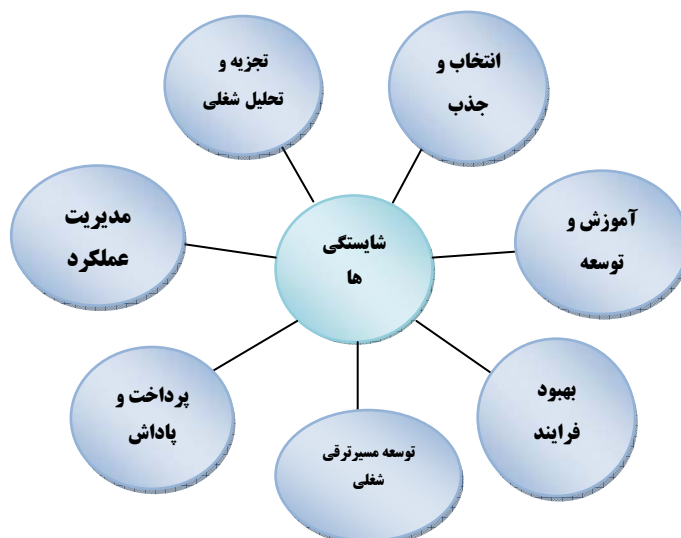 انتخاب و
جذب
تجزیه و
تحلیل شغلی
آموزش و
توسعه
شایستگی
ها
مدیریت
عملکرد
بهبود
فرایند
پرداخت و
پاداش
توسعه مسیرترقی
شغلی